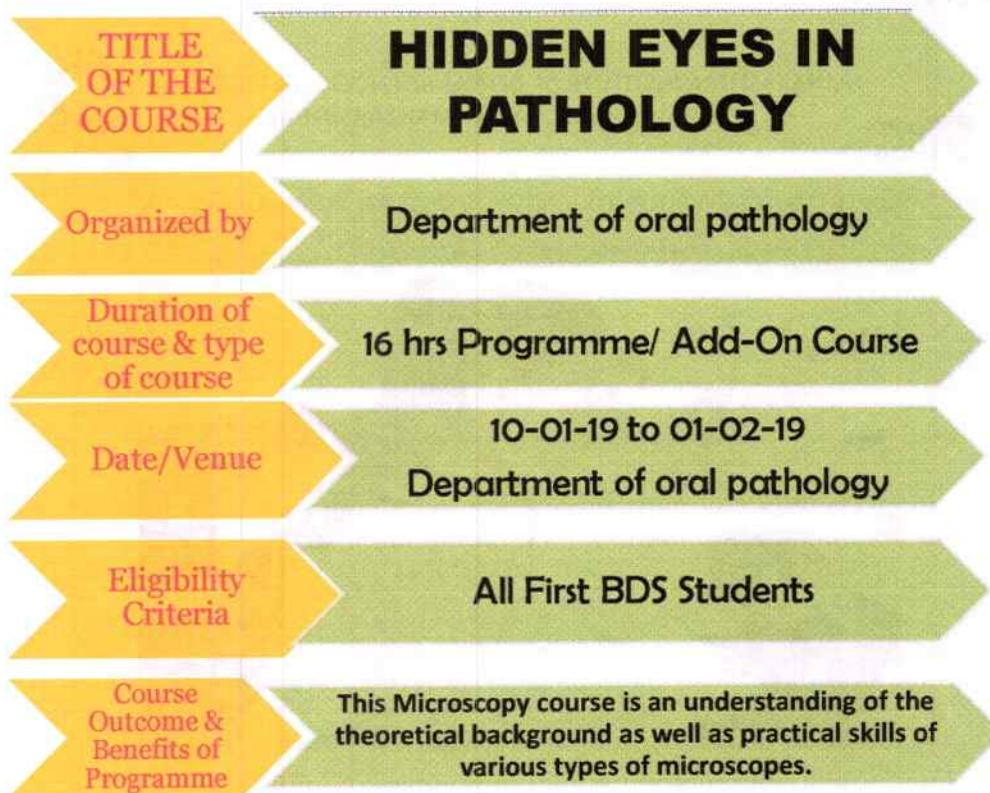 TITLE
OF THE
COURSE
HIDDEN EYES IN
PATHOLOGY
Organized by
Department of oral pathology
Duration of
course & type
of course
16 hrs Programme/ Add-On Course
Date/Venue
10-01-19 to 01-02-19
Department of oral pathology
Eligibility
Criteria
All First BDS Students
Course
Outcome &
Benefits of
Programme
This Microscopy course is an understanding of the
theoretical background as well as practical skills of
various types of microscopes.